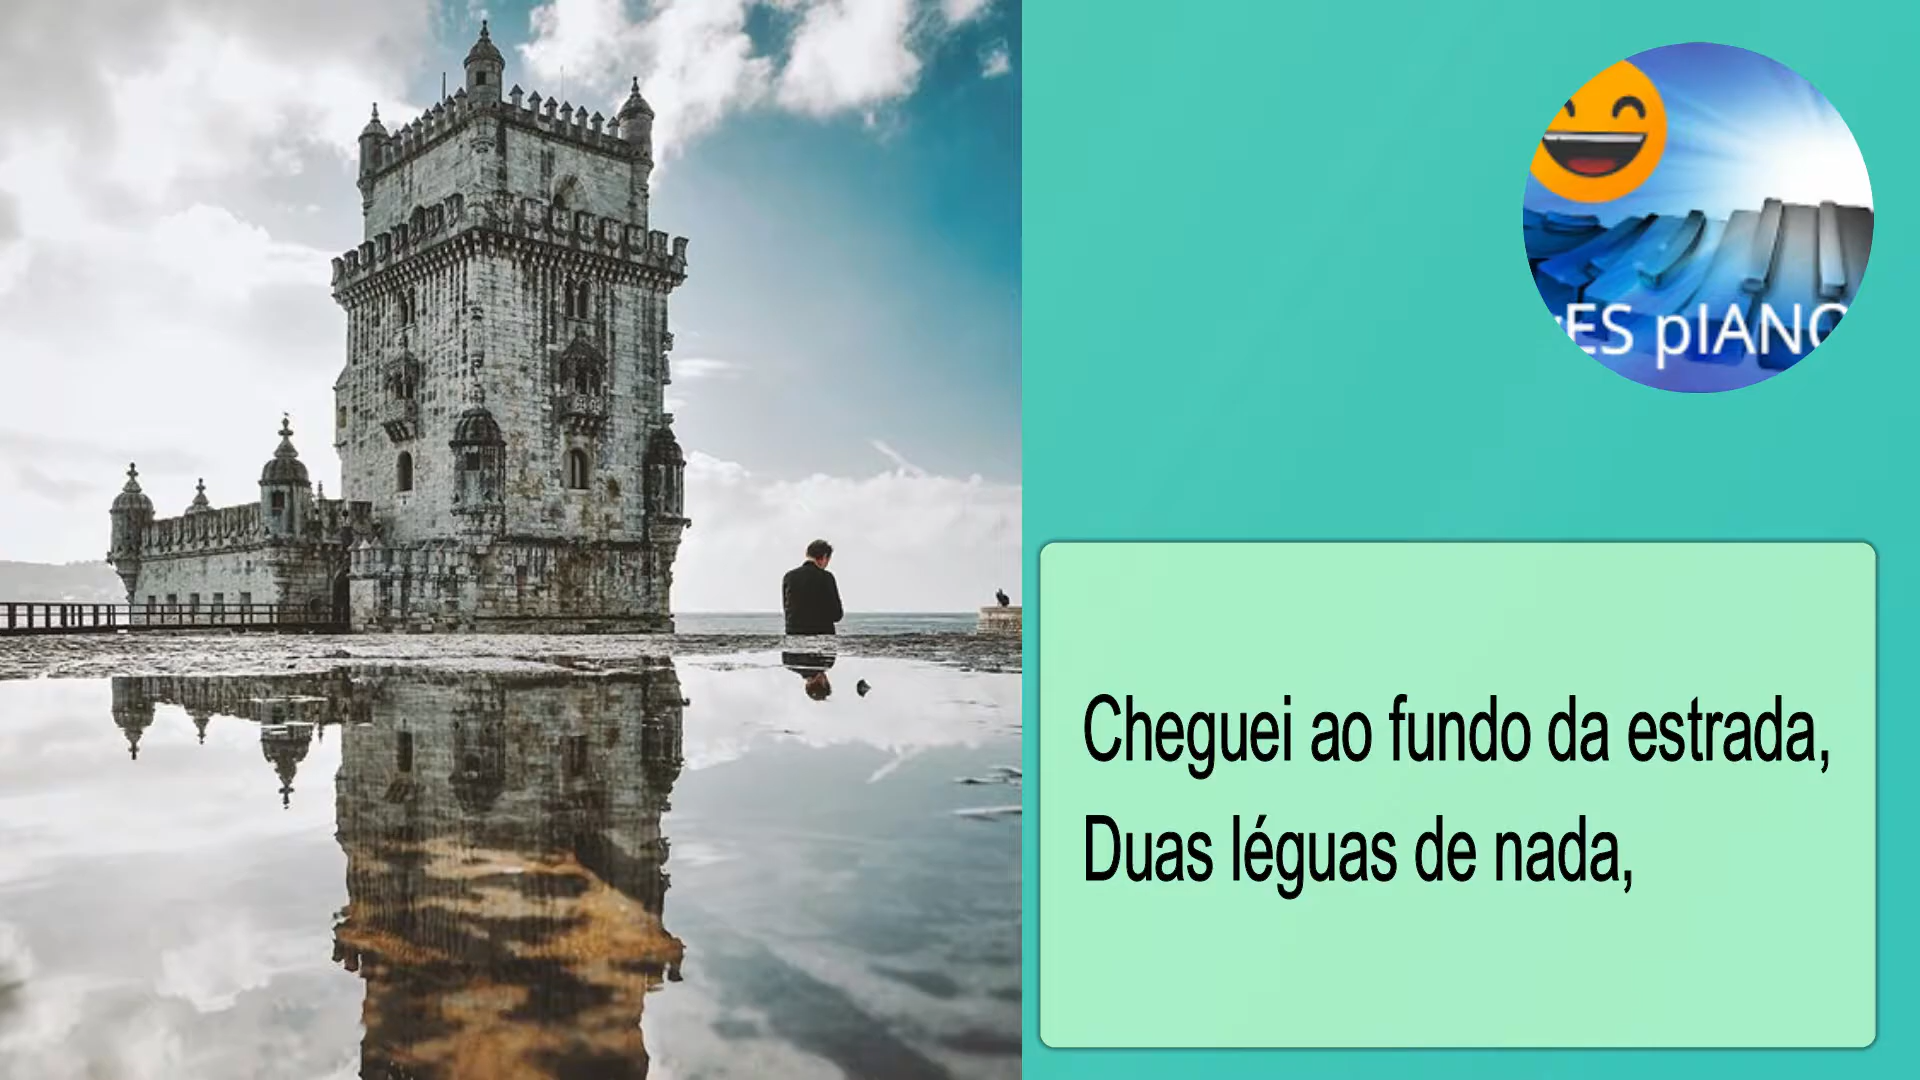 ES pIANO
Cheguei ao fundo da estrada,
Duas léguas de nada,